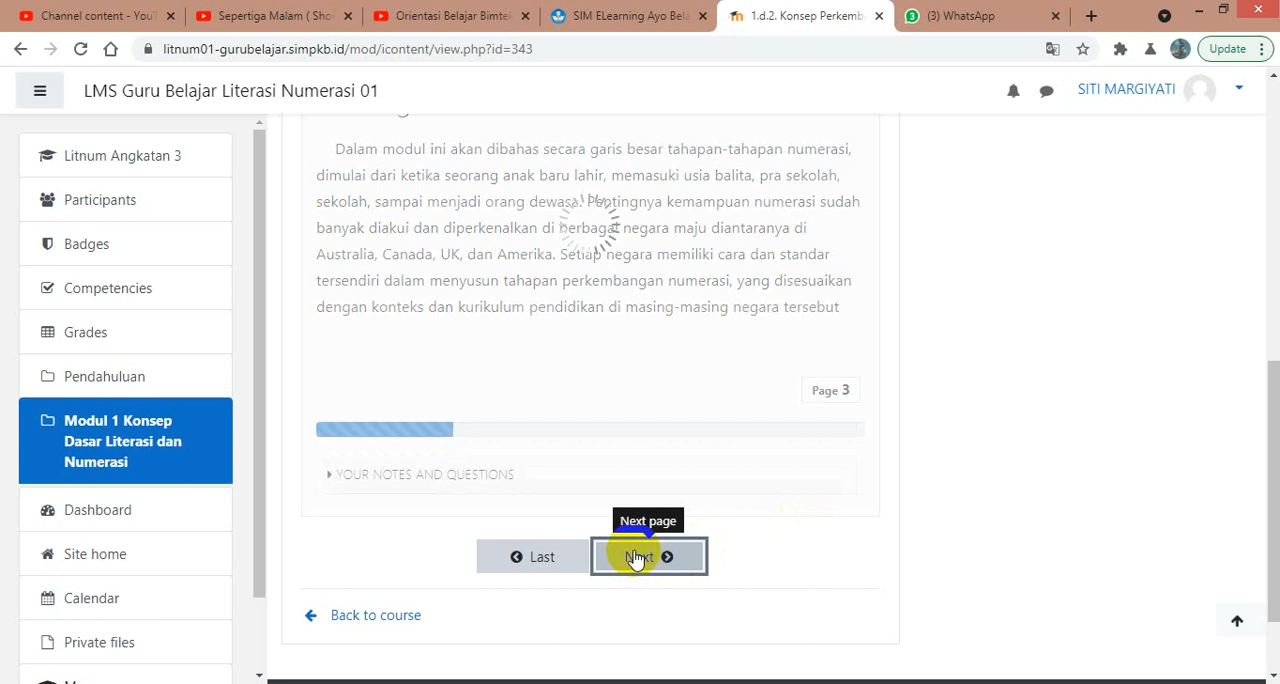 Channel content - YouT
Sepertiga Malam ( Sho
Orientasi Belajar Bimtek
SIM ELearning Ayo Bela
1.d.2. Konsep Perkemb
(3) WhatsApp
litnum01-gurubelajar.simpkb.id/mod/icontent/view.php?id=343
Update
LMS Guru Belajar Literasi Numerasi 01
SITI MARGIYATI
Litnum Angkatan 3
Participants
Badges
Competencies
Grades
Pendahuluan
Modul 1 Konsep
Dasar Literasi dan
Numerasi
Dashboard
Site home
Calendar
Private files
Dalam modul ini akan dibahas secara garis besar tahapan-tahapan numerasi,
dimulai dari ketika seorang anak baru lahir, memasuki usia balita, pra sekolah,
sekolah, sampai menjadi orang dewasa. Pentingnya kemampuan numerasi sudah
banyak diakui dan diperkenalkan di berbagai negara maju diantaranya di
Australia, Canada, UK, dan Amerika. Setiap negara memiliki cara dan standar
tersendiri dalam menyusun tahapan perkembangan numerasi, yang disesuaikan
dengan konteks dan kurikulum pendidikan di masing-masing negara tersebut
Page 3
YOUR NOTES AND QUESTIONS
Next page
Last
Next
Back to course